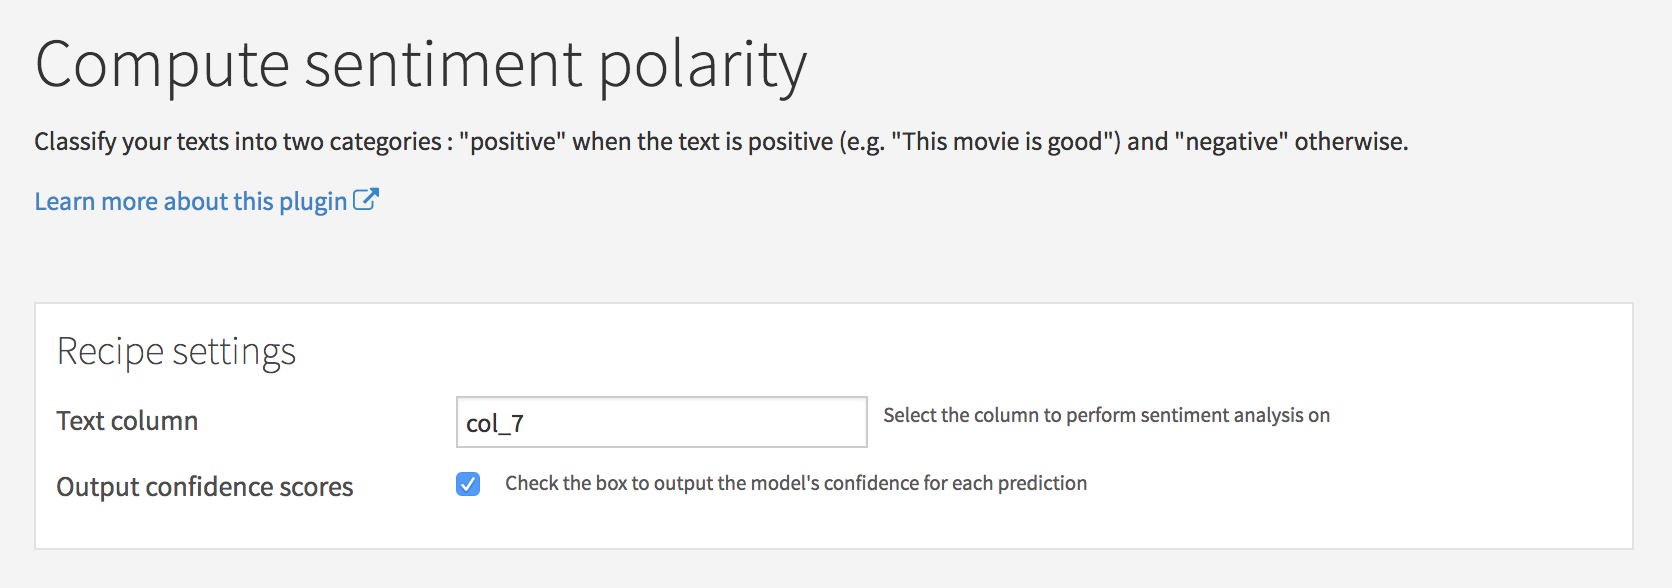 Compute sentiment polarity
Classify your texts into two categories : "positive" when the text is positive (e.g. "This movie is good") and "negative" otherwise.
Learn more about this plugin
Recipe settings
Text column
col_7
Select the column to perform sentiment analysis on
Output confidence scores
Check the box to output the model's confidence for each prediction